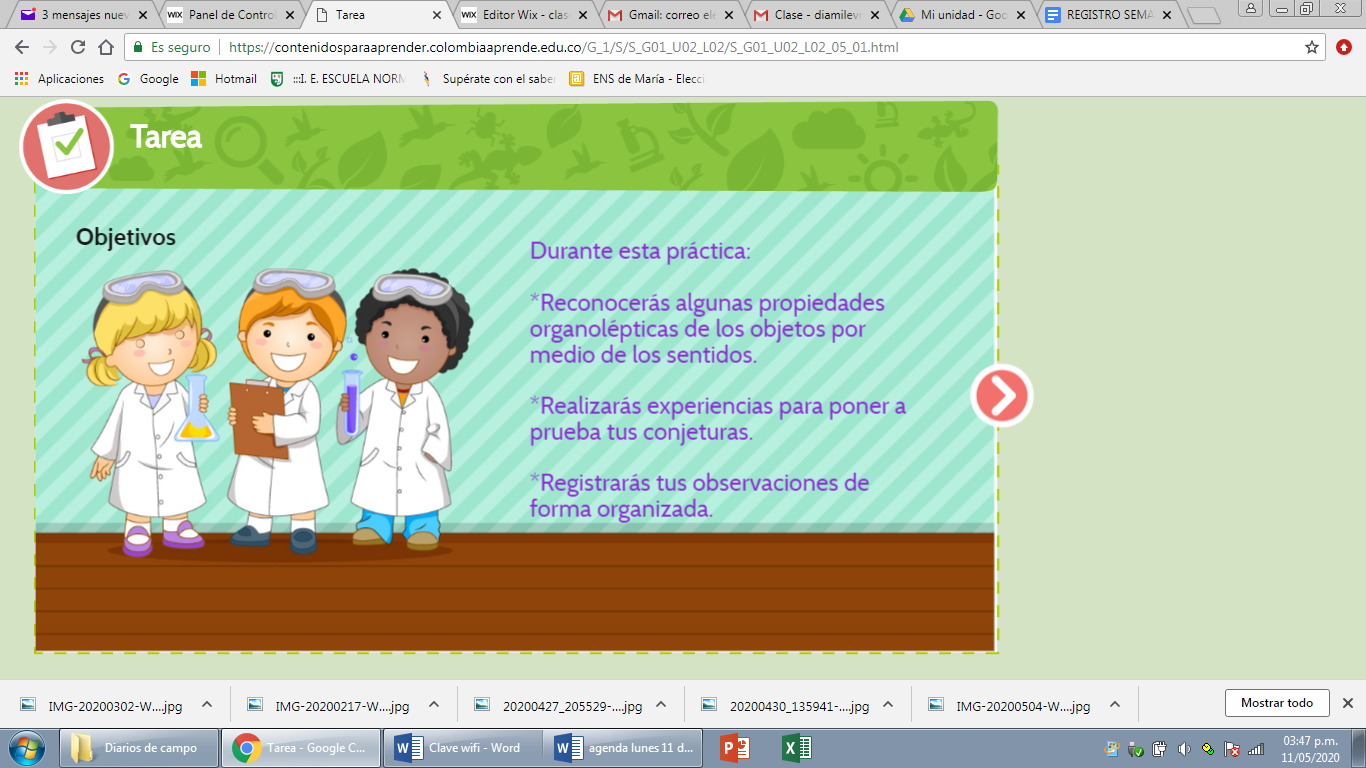 3 mensajes nuev
Panel de Control
Tarea
Editor Wix - clas
Gmail: correo ele
Clase - diamilevr
Mi unidad - Goo
REGISTRO SEMA
Es seguro
https://contenidosparaaprender.colombiaaprende.edu.co/G_1/S/S_G01_U02_L02/S_G01_U02_L02_05_01.html
Aplicaciones
Google
Hotmail
:::I. E. ESCUELA NORM
Supérate con el sabe
ENS de María - Elecci
Tarea
Objetivos
Durante esta práctica:
*Reconocerás algunas propiedades
organolépticas de los objetos por
medio de los sentidos.
*Realizarás experiencias para poner a
prueba tus conjeturas.
*Registrarás tus observaciones de
forma organizada.
IMG-20200302-W....jpg
IMG-20200217-W....jpg
20200427_205529-....jpg
20200430_135941-....jpg
IMG-20200504-W....jpg
Mostrar todo
Diarios de campo
Tarea - Google C...
Clave wifi - Word
agenda lunes 11 d...
03:47 p.m.
11/05/2020